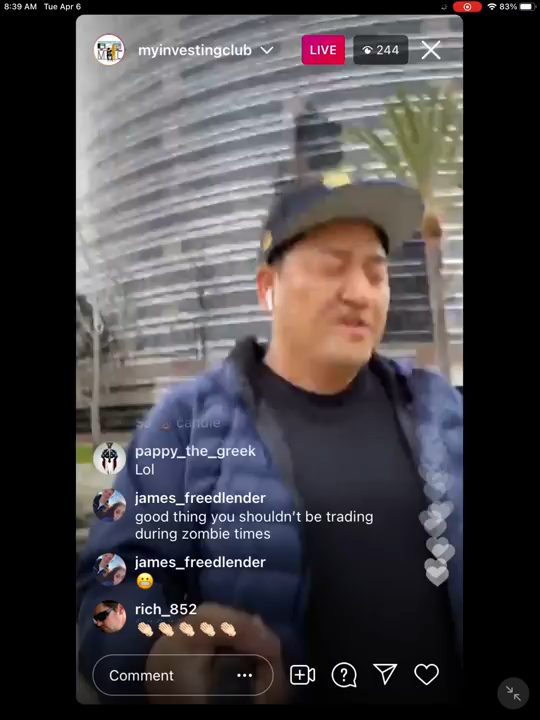 8:39 AM Tue Apr 6
83%
myinvestingclub
LIVE
244
candle
pappy_the_greek
Lol
james_freedlender
good thing you shouldn't be trading
during zombie times
james_freedlender
rich_852
Comment